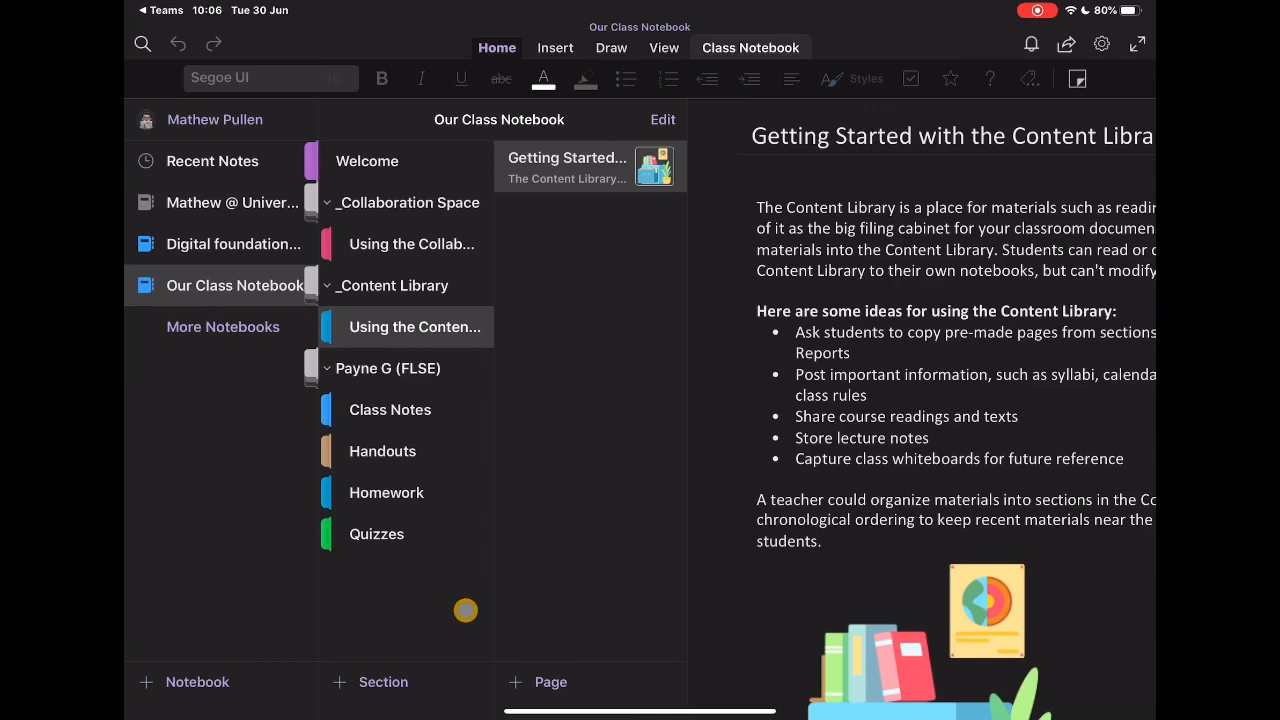 Teams 10:06 Tue 30 Jun 80%
Our Class Notebook
Home Insert Draw View Class Notebook
Segoe UI 16 B I U abc A Styles ?
Mathew Pullen
Recent Notes
Mathew @ Univer...
Digital foundation...
Our Class Notebook
More Notebooks
Our Class Notebook Edit
Welcome
_Collaboration Space
Using the Collab...
_Content Library
Using the Conten...
Payne G (FLSE)
Class Notes
Handouts
Homework
Quizzes
Getting Started...
The Content Library...
Getting Started with the Content Libra
The Content Library is a place for materials such as readin
of it as the big filing cabinet for your classroom documen
materials into the Content Library. Students can read or c
Content Library to their own notebooks, but can't modify
Here are some ideas for using the Content Library:
• Ask students to copy pre-made pages from sections
Reports
• Post important information, such as syllabi, calenda
class rules
• Share course readings and texts
• Store lecture notes
• Capture class whiteboards for future reference
A teacher could organize materials into sections in the Co
chronological ordering to keep recent materials near the
students.
+ Notebook + Section + Page